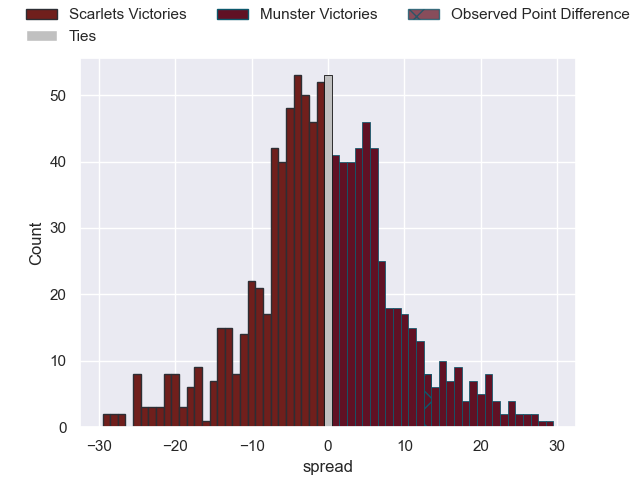 Scarlets Victories
Munster Victories
Observed Point Difference
Ties
50
40
30
20
10
0
Count
−30
−20
−10
0
10
20
30
spread